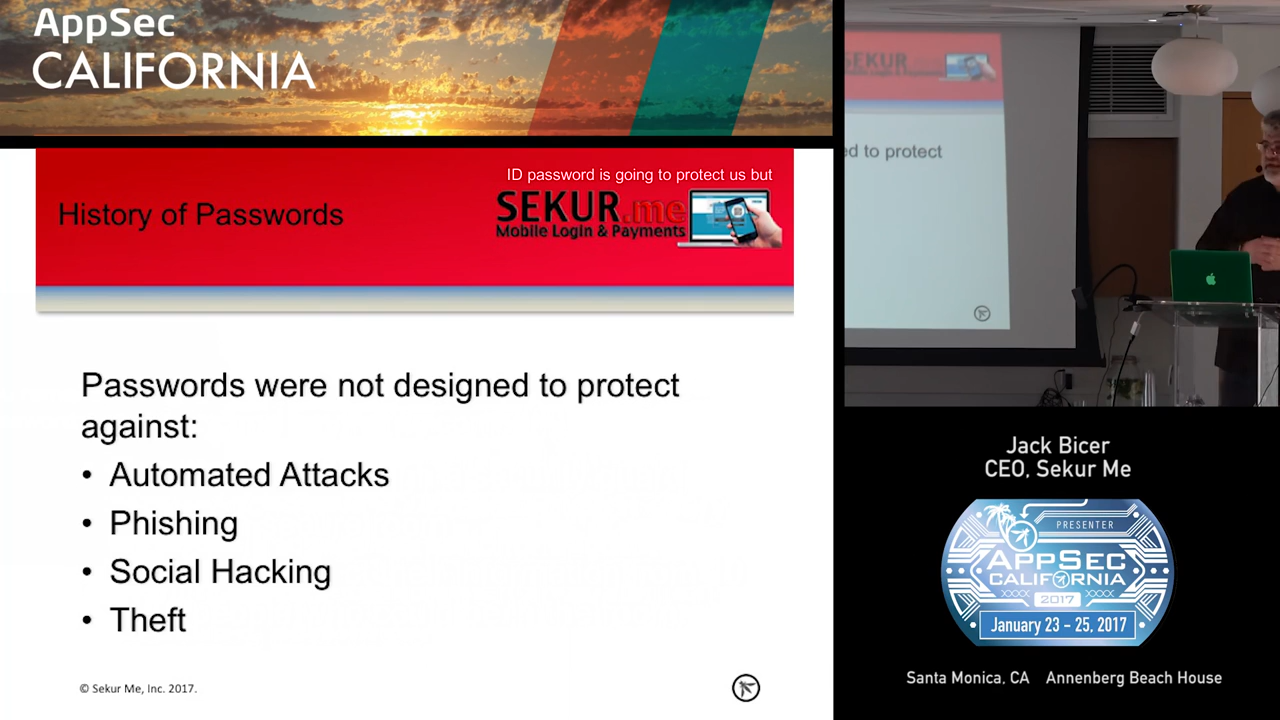 AppSec
CALIFORNIA
ID password is going to protect us but
History of Passwords
SEKUR.me
Mobile Login & Payments
Passwords were not designed to protect
against:
• Automated Attacks
• Phishing
• Social Hacking
• Theft
© Sekur Me, Inc. 2017.
SEKUR
ed to protect
Jack Bicer
CEO, Sekur Me
PRESENTER
APPSEC
CALIFORNIA
2017
January 23 - 25, 2017
Santa Monica, CA Annenberg Beach House